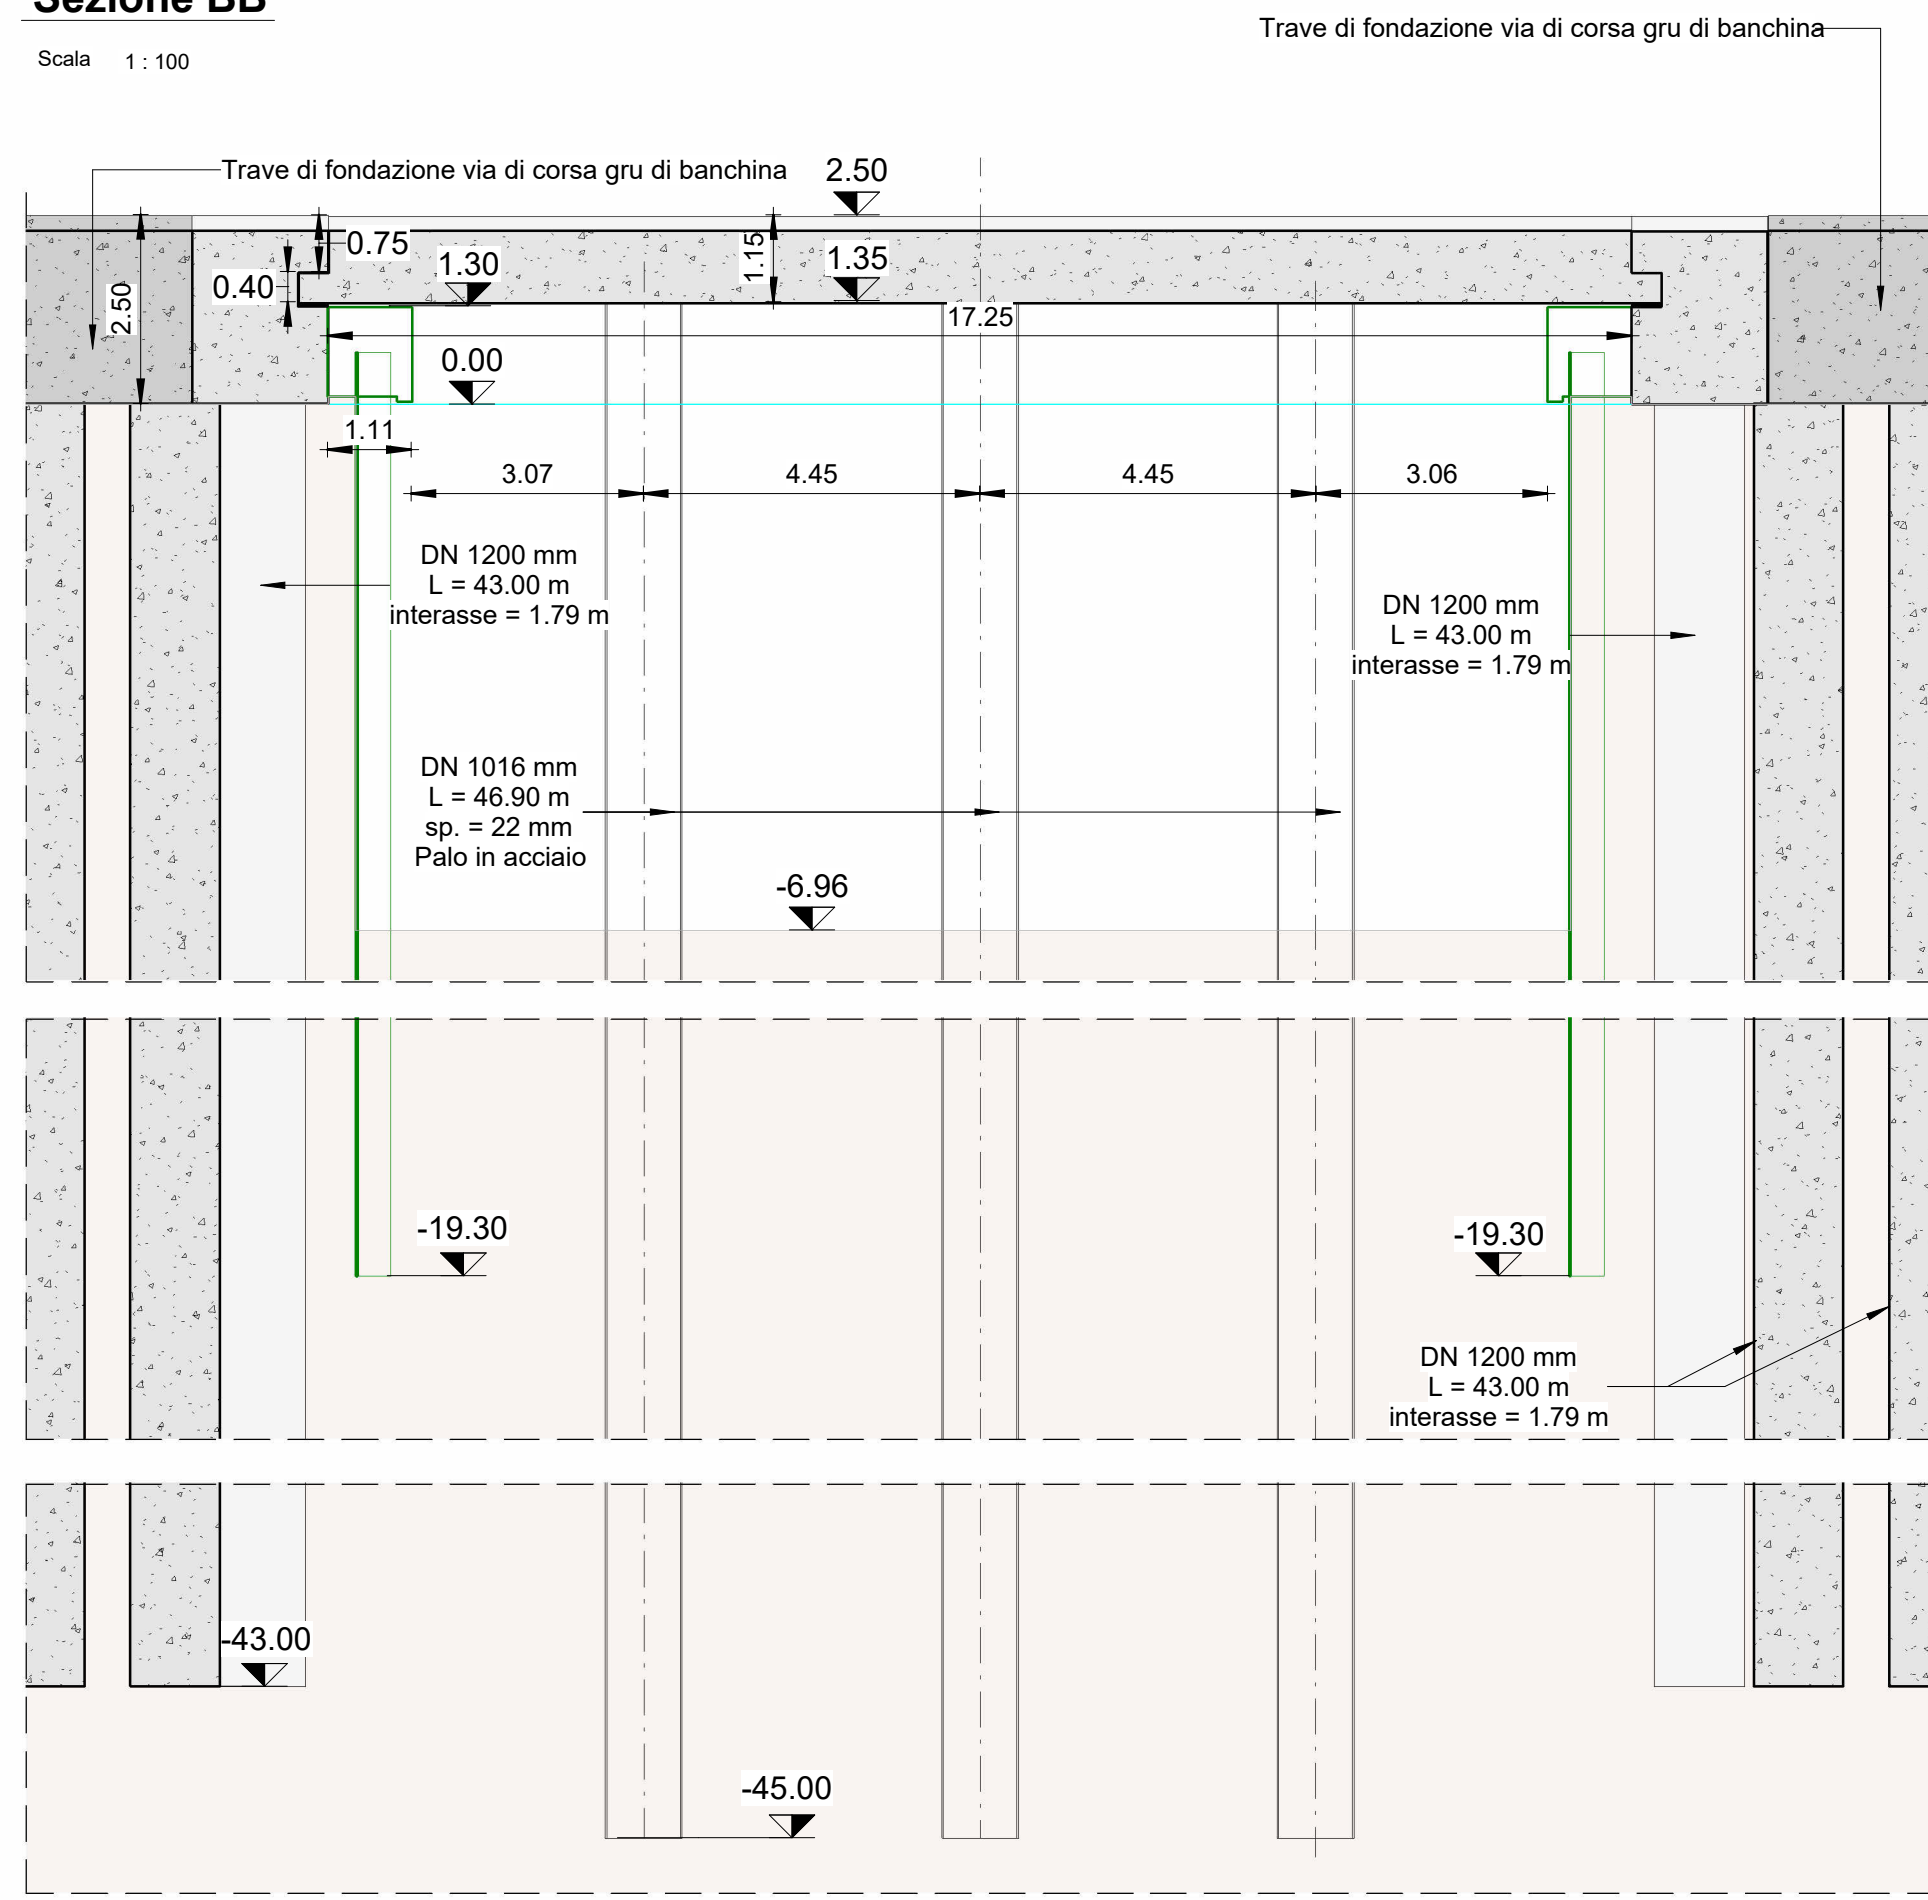 Sezione BB
Scala 1 : 100
Trave di fondazione via di corsa gru di banchina
Trave di fondazione via di corsa gru di banchina
2.50
0.75
1.15
1.30
1.35
0.40
2.50
17.25
0.00
1.11
3.07
4.45
4.45
3.06
DN 1200 mm
L = 43.00 m
interasse = 1.79 m
DN 1200 mm
L = 43.00 m
interasse = 1.79 m
DN 1016 mm
L = 46.90 m
sp. = 22 mm
Palo in acciaio
-6.96
-19.30
-19.30
DN 1200 mm
L = 43.00 m
interasse = 1.79 m
-43.00
-45.00